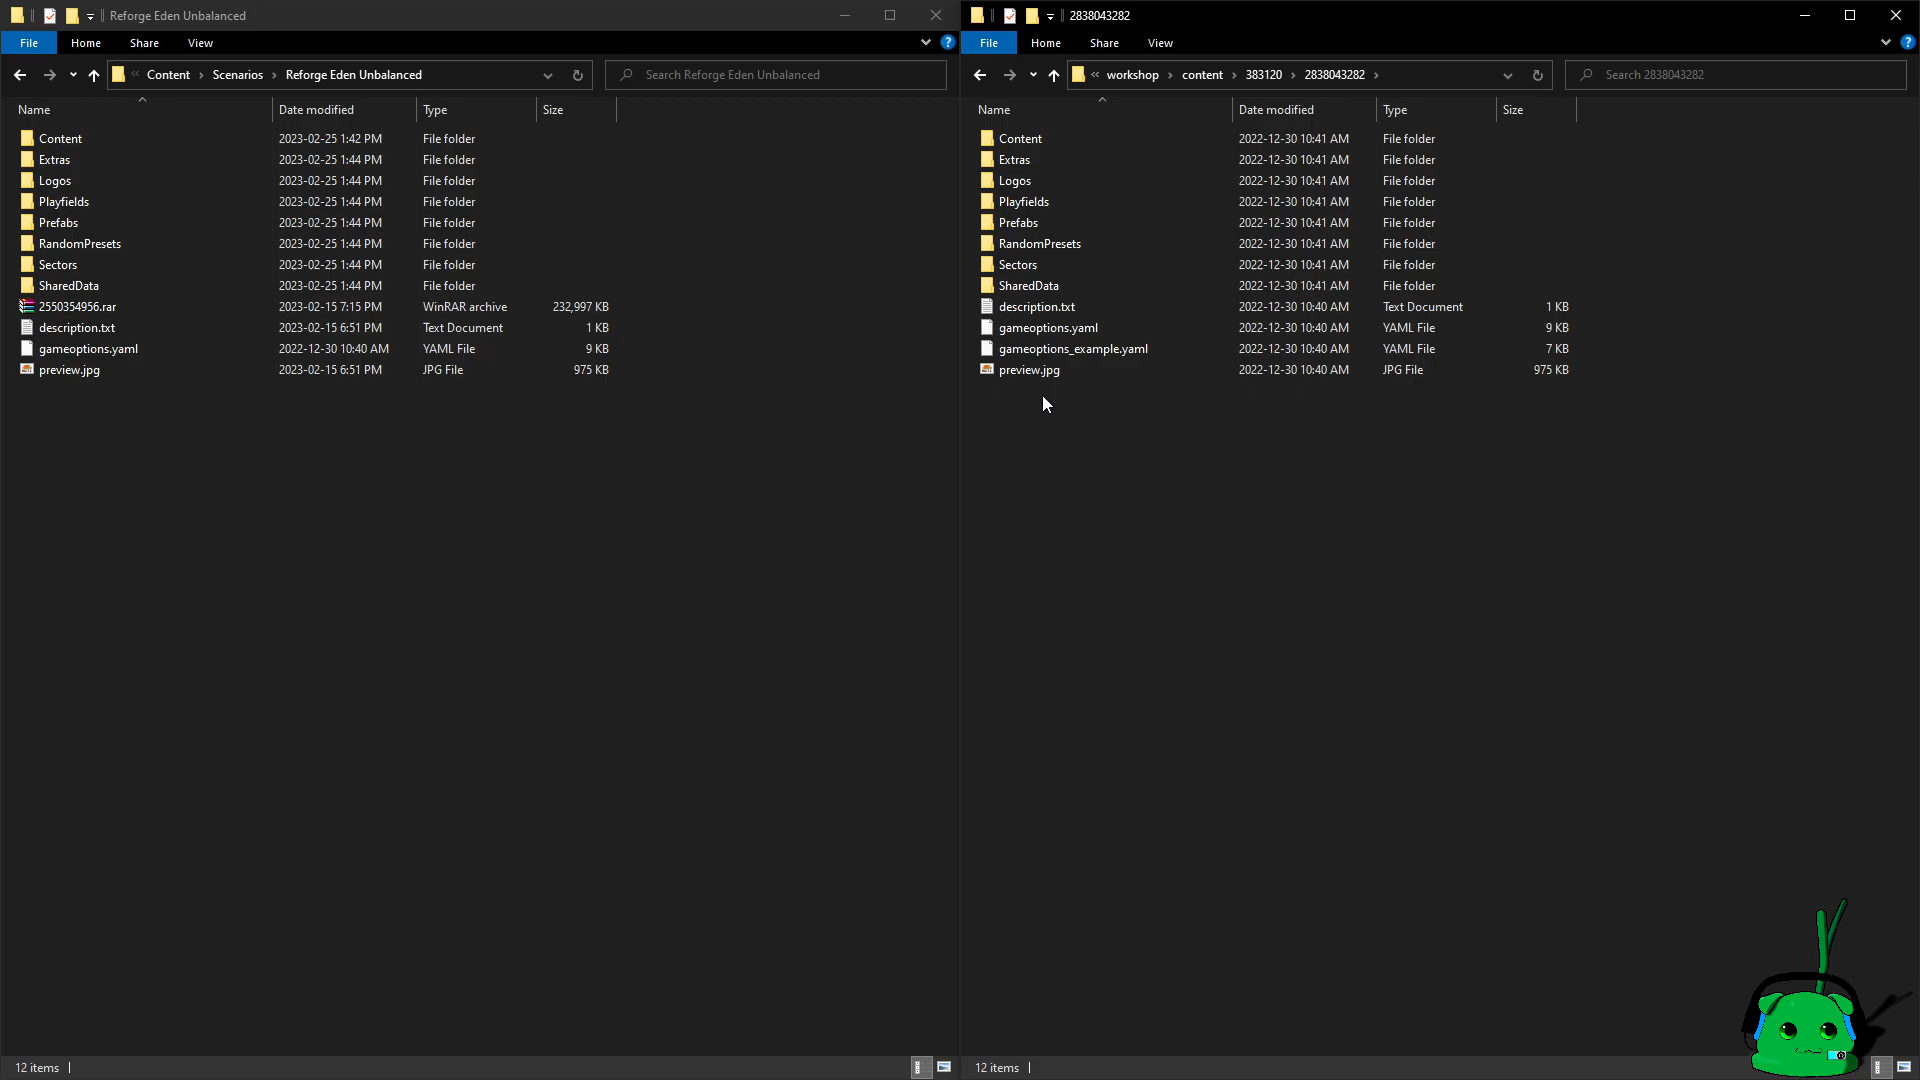 Reforge Eden Unbalanced
File Home Share View
Content Scenarios Reforge Eden Unbalanced
Search Reforge Eden Unbalanced
Name Date modified Type Size
Content 2023-02-25 1:42 PM File folder
Extras 2023-02-25 1:44 PM File folder
Logos 2023-02-25 1:44 PM File folder
Playfields 2023-02-25 1:44 PM File folder
Prefabs 2023-02-25 1:44 PM File folder
RandomPresets 2023-02-25 1:44 PM File folder
Sectors 2023-02-25 1:44 PM File folder
SharedData 2023-02-25 1:44 PM File folder
2550354956.rar 2023-02-15 7:15 PM WinRAR archive 232,997 KB
description.txt 2023-02-15 6:51 PM Text Document 1 KB
gameoptions.yaml 2022-12-30 10:40 AM YAML File 9 KB
preview.jpg 2023-02-15 6:51 PM JPG File 975 KB
12 items
2838043282
File Home Share View
workshop content 383120 2838043282
Search 2838043282
Name Date modified Type Size
Content 2022-12-30 10:41 AM File folder
Extras 2022-12-30 10:41 AM File folder
Logos 2022-12-30 10:41 AM File folder
Playfields 2022-12-30 10:41 AM File folder
Prefabs 2022-12-30 10:41 AM File folder
RandomPresets 2022-12-30 10:41 AM File folder
Sectors 2022-12-30 10:41 AM File folder
SharedData 2022-12-30 10:41 AM File folder
description.txt 2022-12-30 10:40 AM Text Document 1 KB
gameoptions.yaml 2022-12-30 10:40 AM YAML File 9 KB
gameoptions_example.yaml 2022-12-30 10:40 AM YAML File 7 KB
preview.jpg 2022-12-30 10:40 AM JPG File 975 KB
12 items